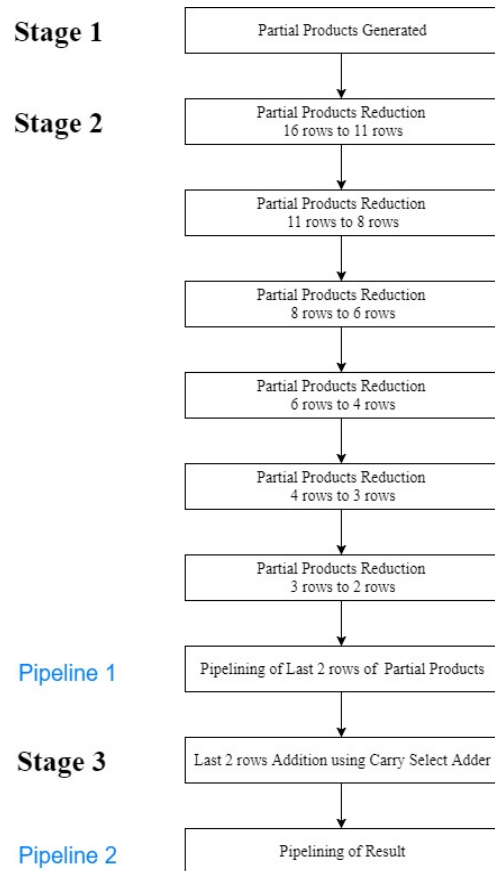 Stage 1
Partial Products Generated
Stage 2
Partial Products Reduction
16 rows to 11 rows
Partial Products Reduction
11 rows to 8 rows
Partial Products Reduction
8 rows to 6 rows
Partial Products Reduction
6 rows to 4 rows
Partial Products Reduction
4 rows to 3 rows
Partial Products Reduction
3 rows to 2 rows
Pipeline 1
Pipelining of Last 2 rows of Partial Products
Stage 3
Last 2 rows Addition using Carry Select Adder
Pipeline 2
Pipelining of Result